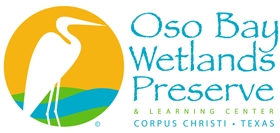 Oso Bay
Wetlands
Preserve
& LEARNING CENTER
CORPUS CHRISTI • TEXAS
©